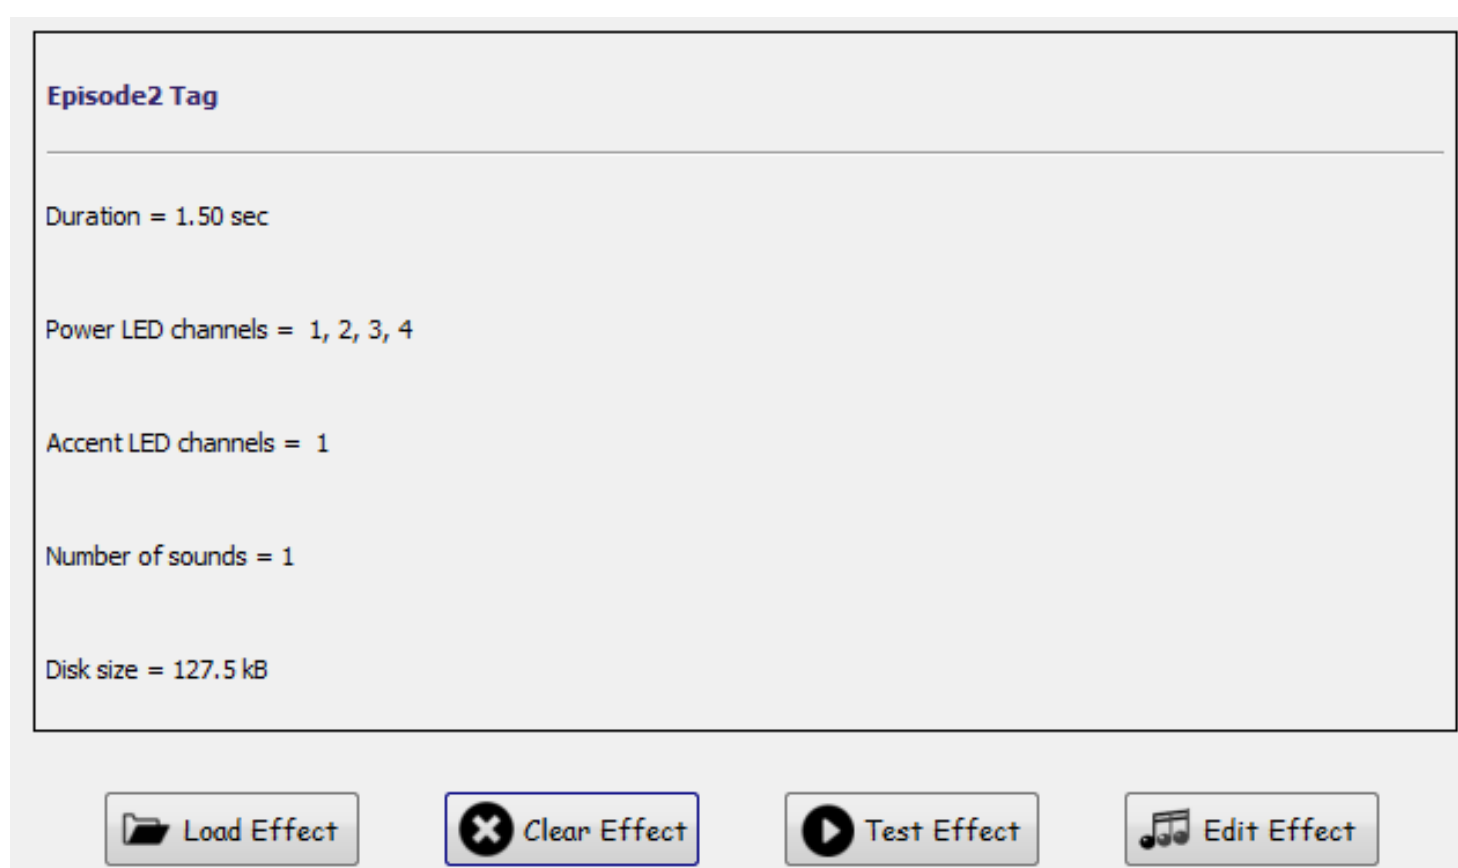 Episode2 Tag
Duration = 1.50 sec
Power LED channels = 1, 2, 3, 4
Accent LED channels = 1
Number of sounds = 1
Disk size = 127.5 kB
Load Effect
Clear Effect
Test Effect
Edit Effect